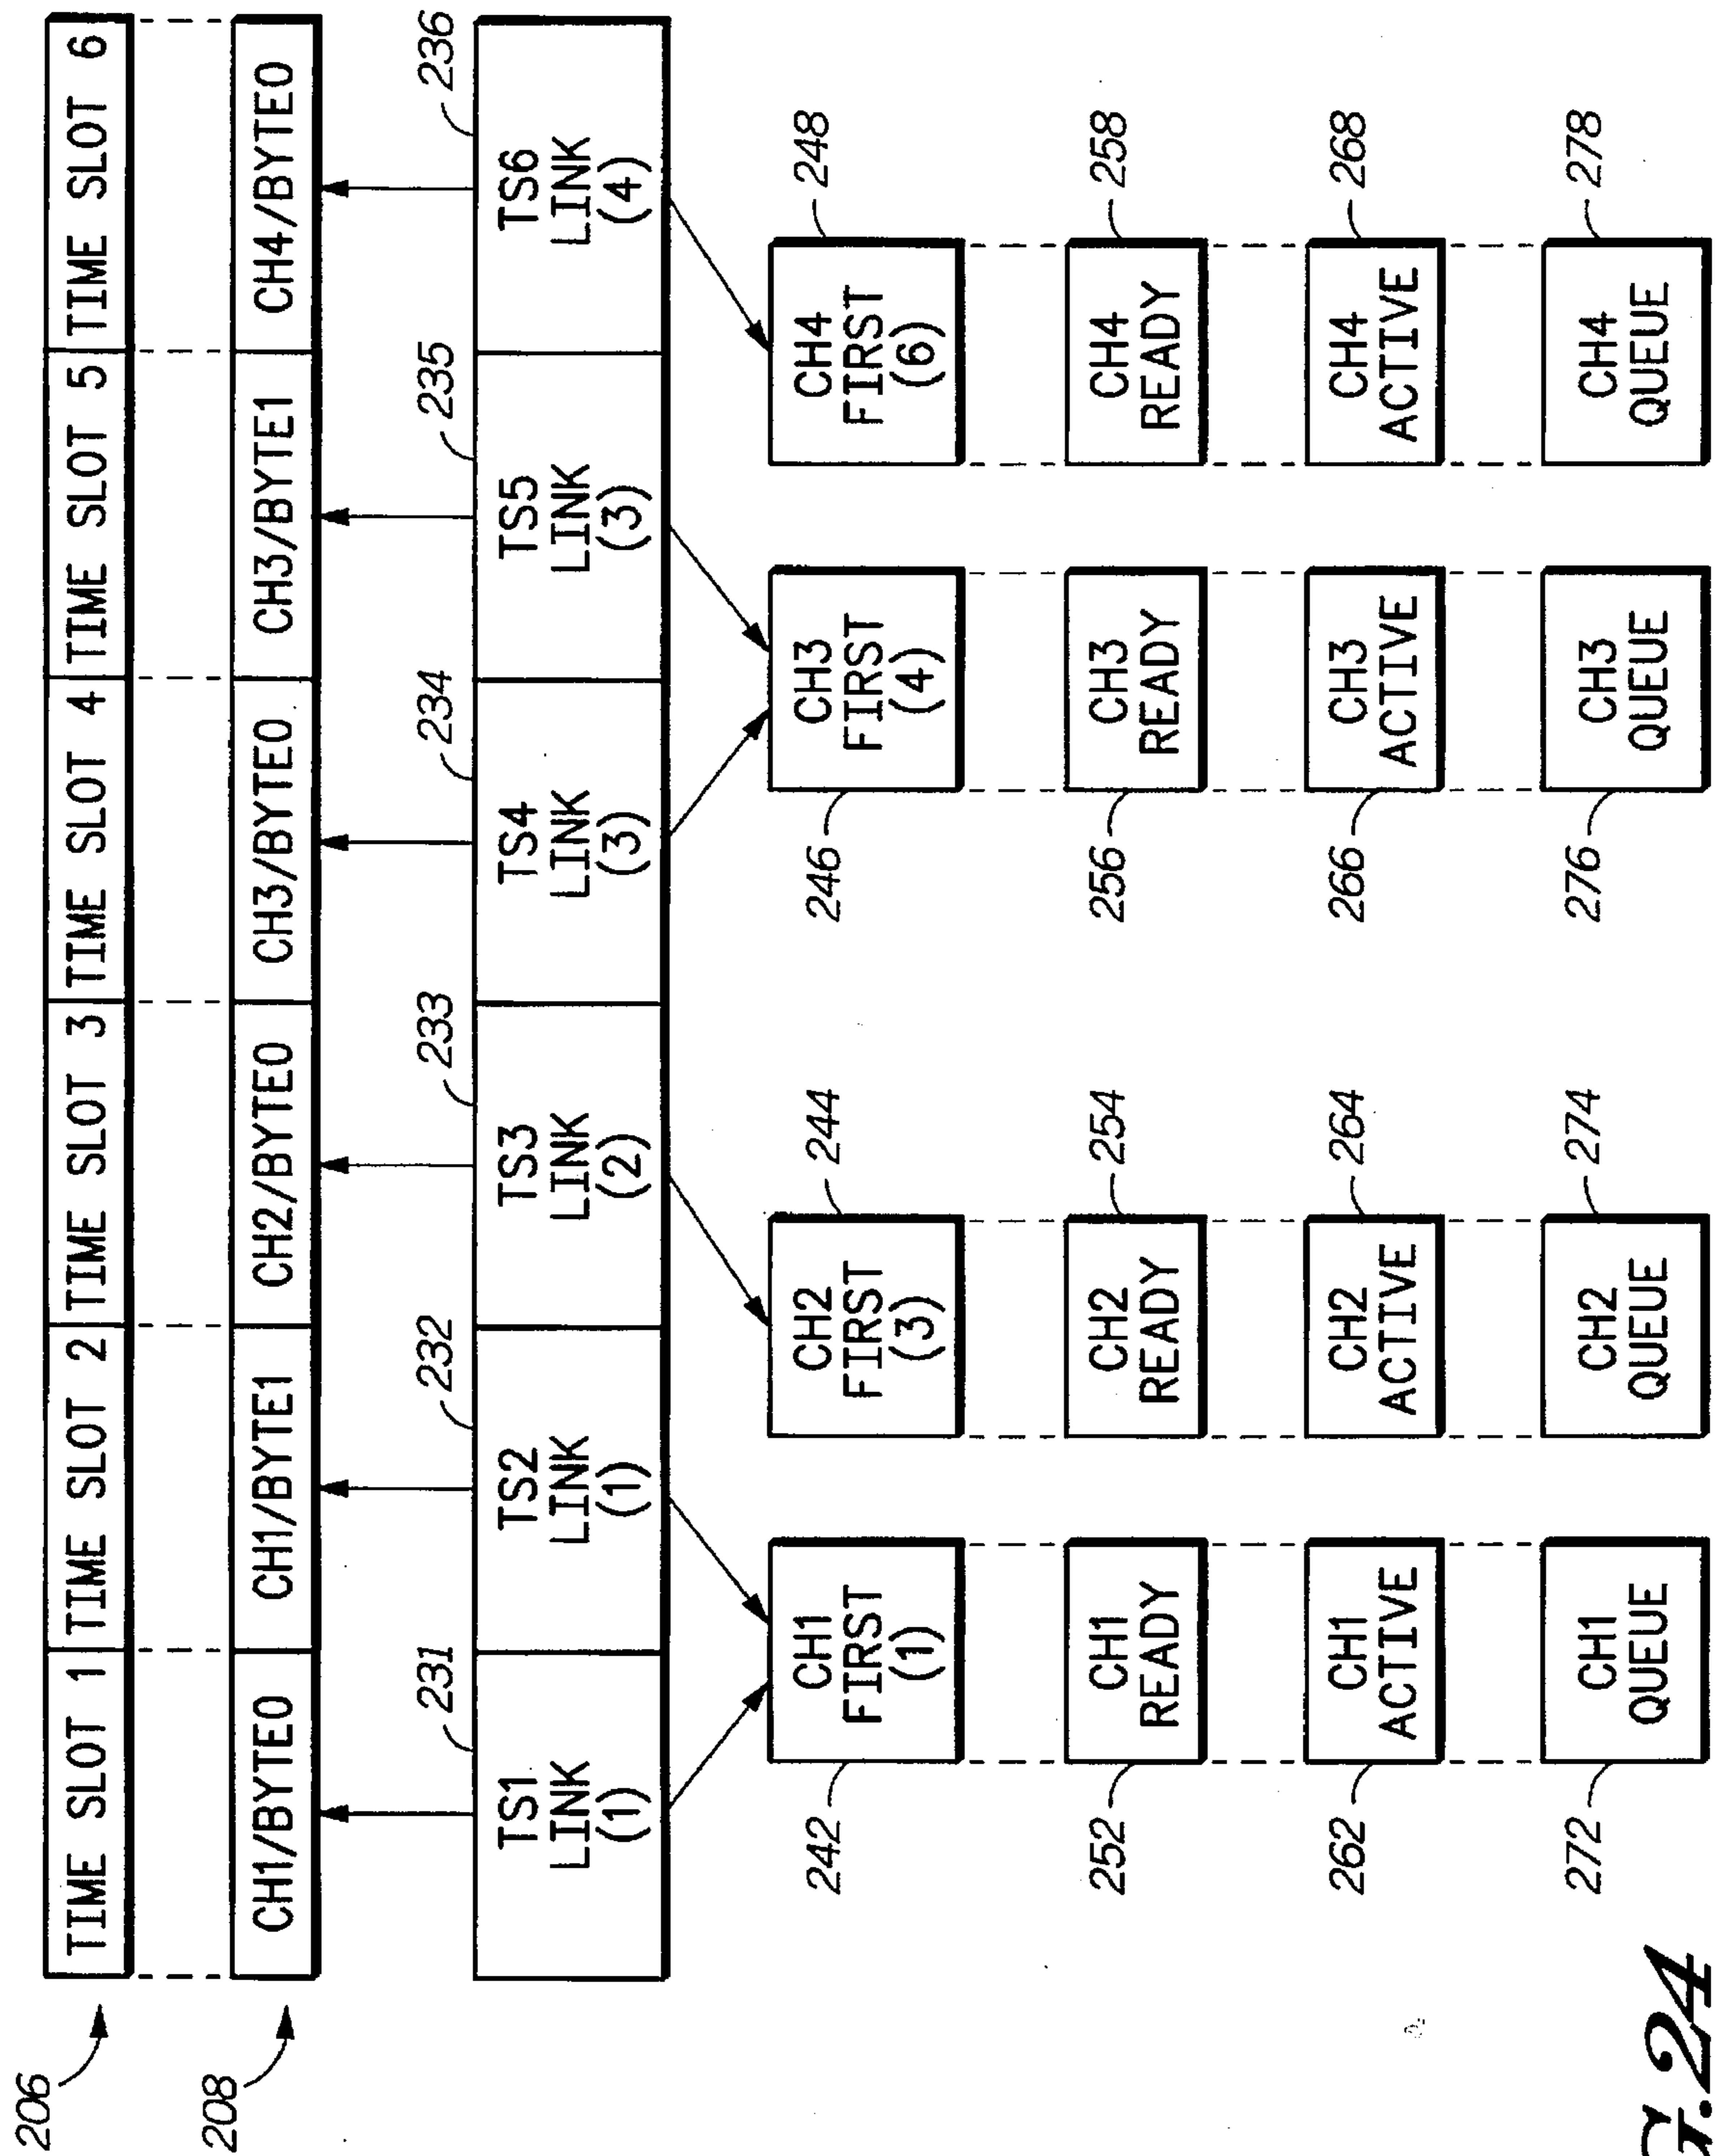 206
TIME SLOT 1 TIME SLOT 2 TIME SLOT 3 TIME SLOT 4 TIME SLOT 5 TIME SLOT 6
208
CH1/BYTE0 CH1/BYTE1 CH2/BYTE0 CH3/BYTE0 CH3/BYTE1 CH4/BYTE0
231 232 233 234 235 236
TS1 TS2 TS3 TS4 TS5 TS6
LINK LINK LINK LINK LINK LINK
(1) (1) (2) (3) (3) (4)
242 244 246 248
CH1 CH2 CH3 CH4
FIRST FIRST FIRST FIRST
(1) (3) (4) (6)
252 254 256 258
CH1 CH2 CH3 CH4
READY READY READY READY
262 264 266 268
CH1 CH2 CH3 CH4
ACTIVE ACTIVE ACTIVE ACTIVE
272 274 276 278
CH1 CH2 CH3 CH4
QUEUE QUEUE QUEUE QUEUE
G.24